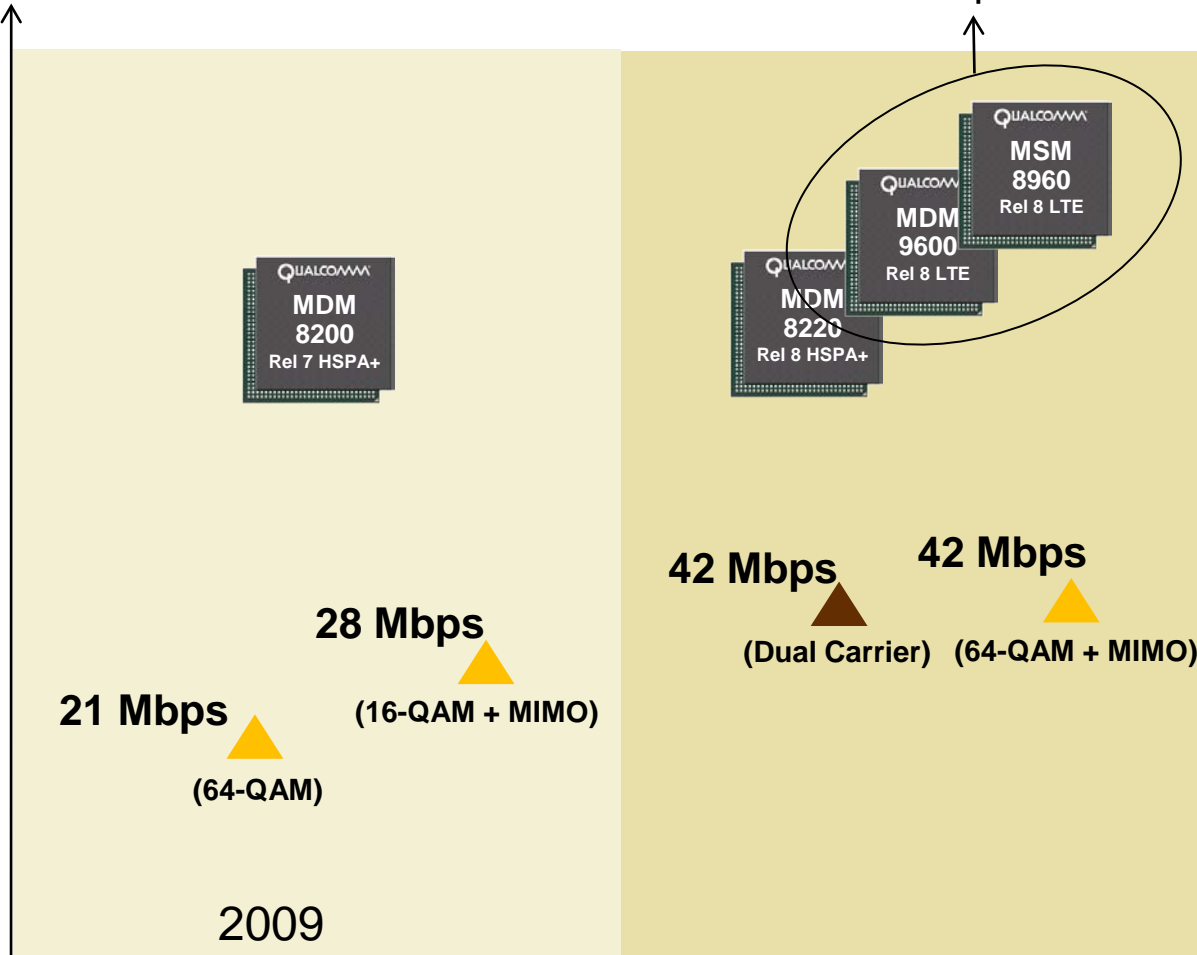 QUALCOMM
MSM
8960
Rel 8 LTE
QUALCOMM
MDM
9600
Rel 8 LTE
QUALCOMM
MDM
8220
Rel 8 HSPA+
QUALCOMM
MDM
8200
Rel 7 HSPA+
42 Mbps
(Dual Carrier)
42 Mbps
(64-QAM + MIMO)
28 Mbps
(16-QAM + MIMO)
21 Mbps
(64-QAM)
2009